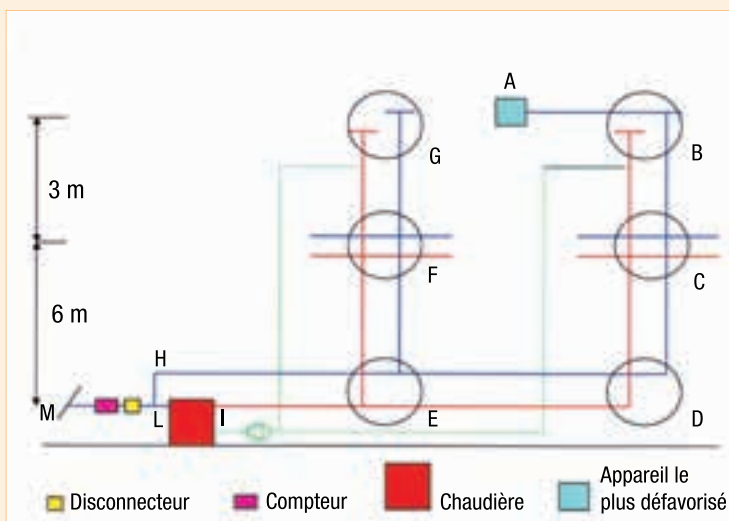 A
G
B
3 m
F
C
6 m
H
M
L
I
E
D
Disconnecteur
Compteur
Chaudière
Appareil le
plus défavorisé